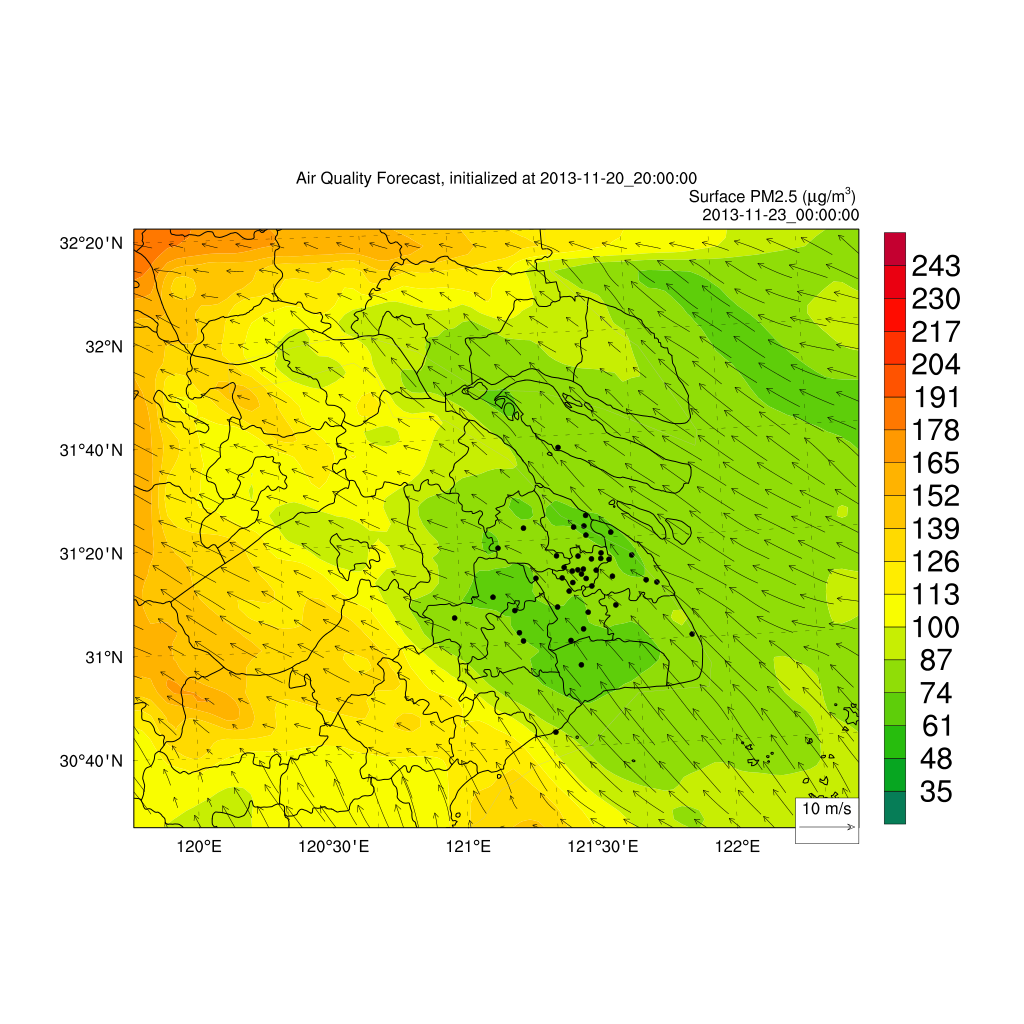 Air Quality Forecast, initialized at 2013-11-20_20:00:00
Surface PM2.5 (μg/m³)
2013-11-23_00:00:00
32°20'N
32°N
31°40'N
31°20'N
31°N
30°40'N
120°E
120°30'E
121°E
121°30'E
122°E
10 m/s
243
230
217
204
191
178
165
152
139
126
113
100
87
74
61
48
35